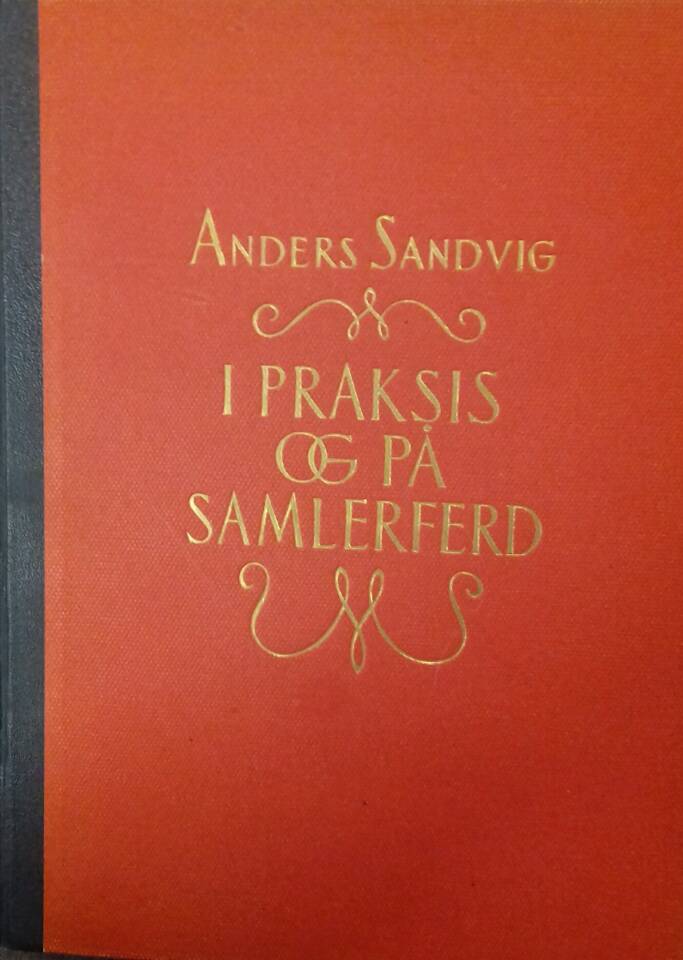 ANDERS SANDVIG
I PRAKSIS
OG PÅ
SAMLERFERD